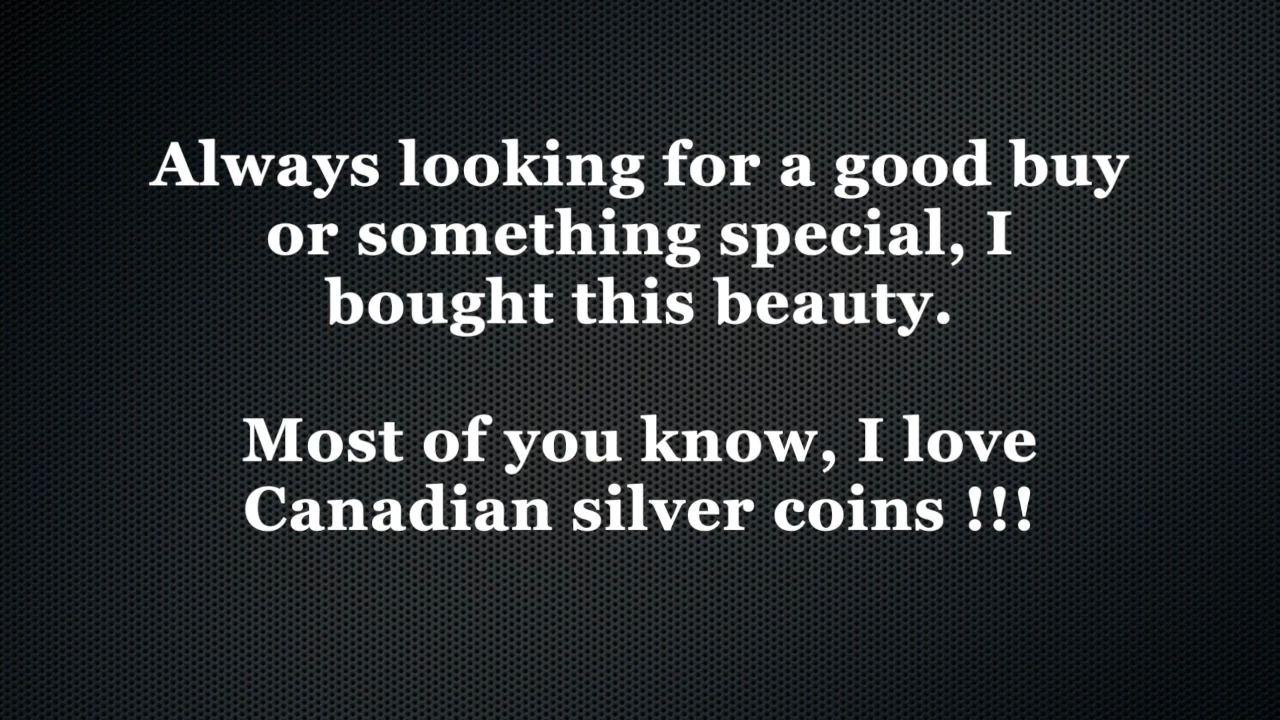 Always looking for a good buy
or something special, I
bought this beauty.
Most of you know, I love
Canadian silver coins !!!